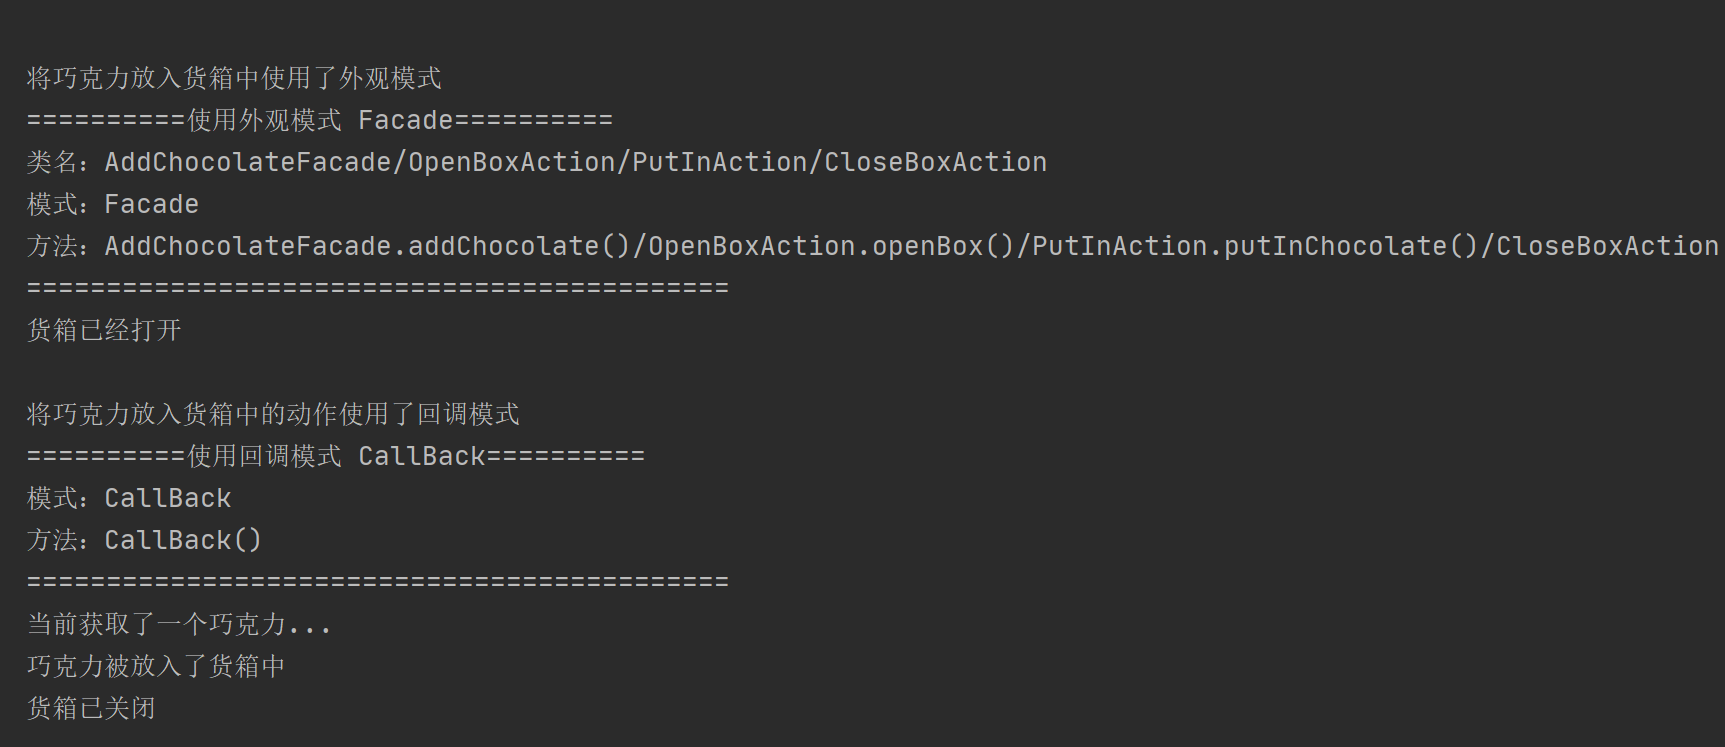 将巧克力放入货箱中使用了外观模式
==========使用外观模式 Facade==========
类名：AddChocolateFacade/OpenBoxAction/PutInAction/CloseBoxAction
模式：Facade
方法：AddChocolateFacade.addChocolate()/OpenBoxAction.openBox()/PutInAction.putInChocolate()/CloseBoxAction
============================================
货箱已经打开
将巧克力放入货箱中的动作使用了回调模式
==========使用回调模式 CallBack==========
模式：CallBack
方法：CallBack()
============================================
当前获取了一个巧克力...
巧克力被放入了货箱中
货箱已关闭